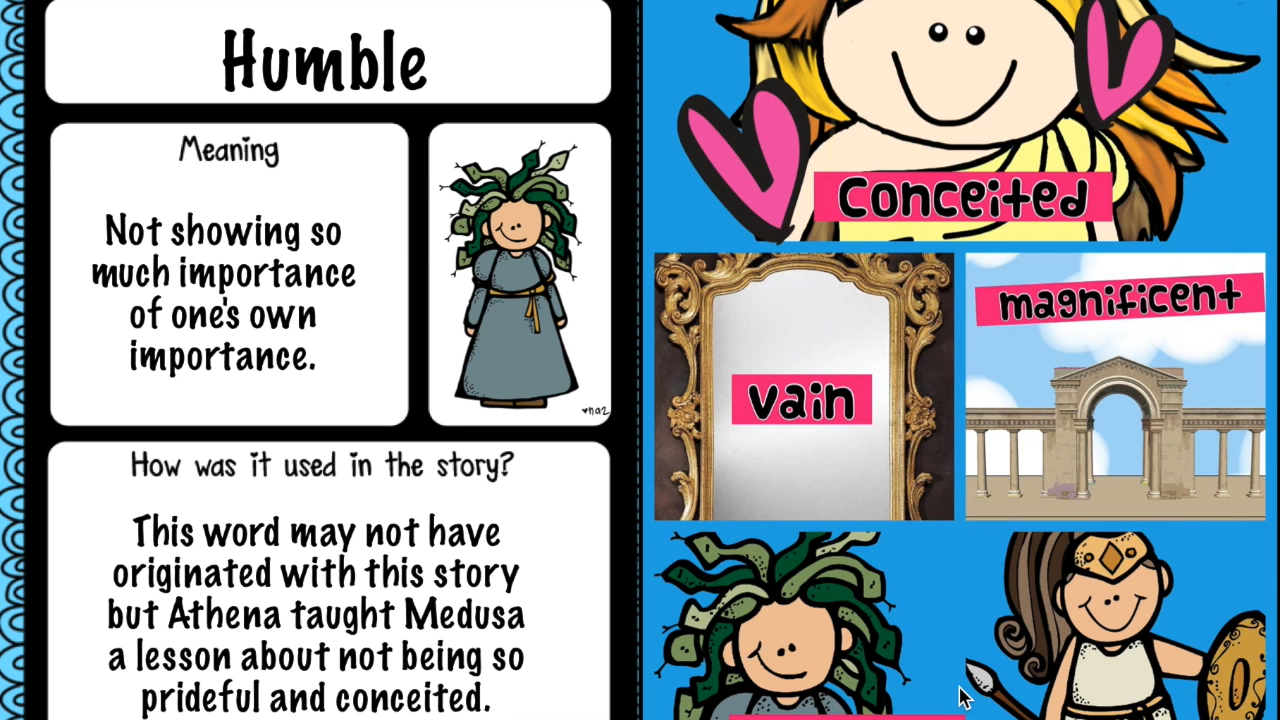 Humble
Meaning
Not showing so
much importance
of one's own
importance.
How was it used in the story?
This word may not have
originated with this story
but Athena taught Medusa
a lesson about not being so
prideful and conceited.
conceited
vain
magnificent